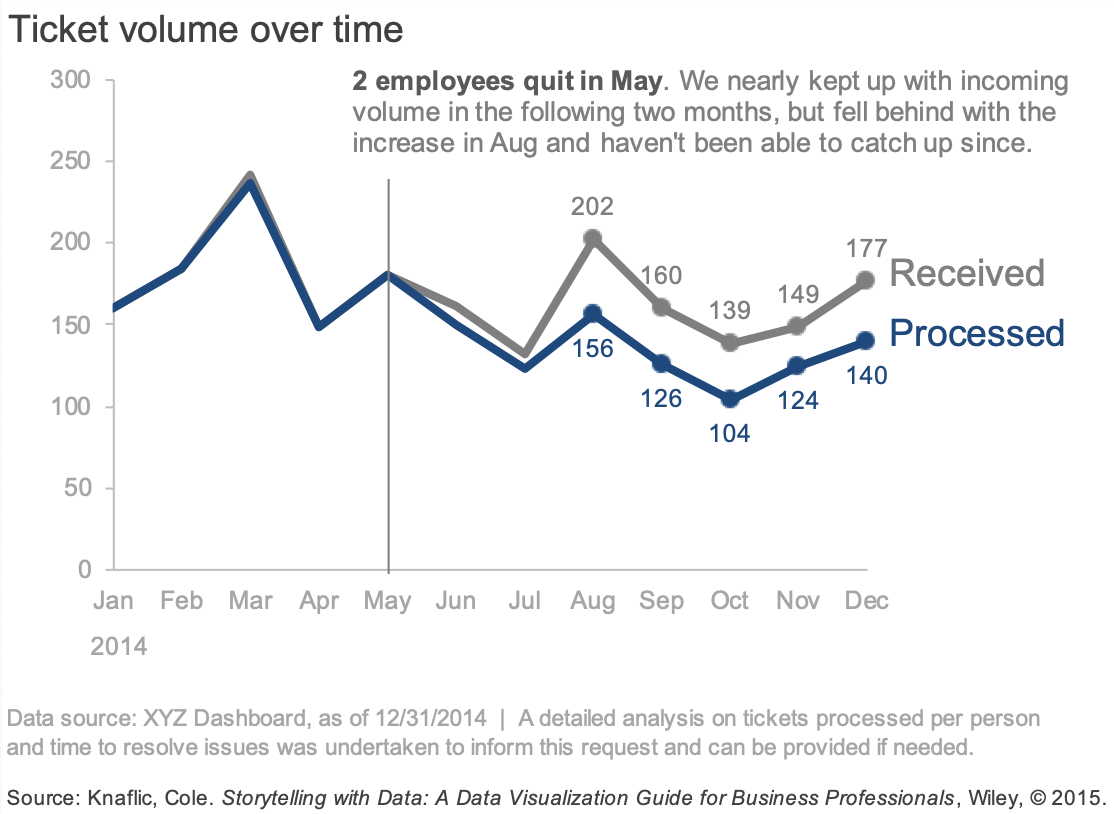 Ticket volume over time
2 employees quit in May. We nearly kept up with incoming
volume in the following two months, but fell behind with the
increase in Aug and haven't been able to catch up since.
300
250
200
150
100
50
0
202
160
139
149
177
Received
Processed
156
126
104
124
140
Jan Feb Mar Apr May Jun Jul Aug Sep Oct Nov Dec
2014
Data source: XYZ Dashboard, as of 12/31/2014 | A detailed analysis on tickets processed per person
and time to resolve issues was undertaken to inform this request and can be provided if needed.
Source: Knaflic, Cole. Storytelling with Data: A Data Visualization Guide for Business Professionals, Wiley, © 2015.